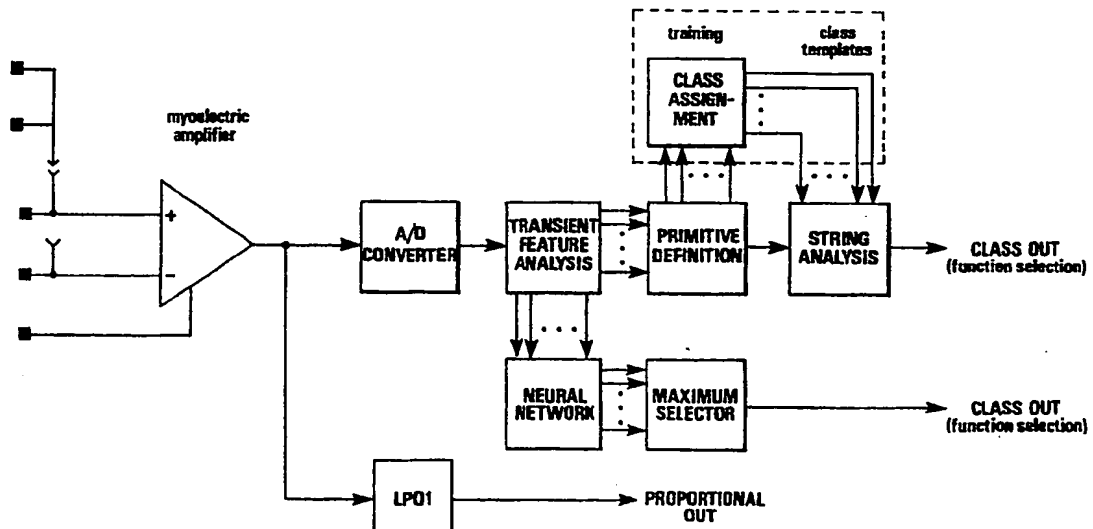 training
class
templates
CLASS
ASSIGN-
MENT
myoelectric
amplifier
+
-
A/D
CONVERTER
TRANSIENT
FEATURE
ANALYSIS
PRIMITIVE
DEFINITION
STRING
ANALYSIS
CLASS OUT
(function selection)
NEURAL
NETWORK
MAXIMUM
SELECTOR
CLASS OUT
(function selection)
LP01
PROPORTIONAL
OUT